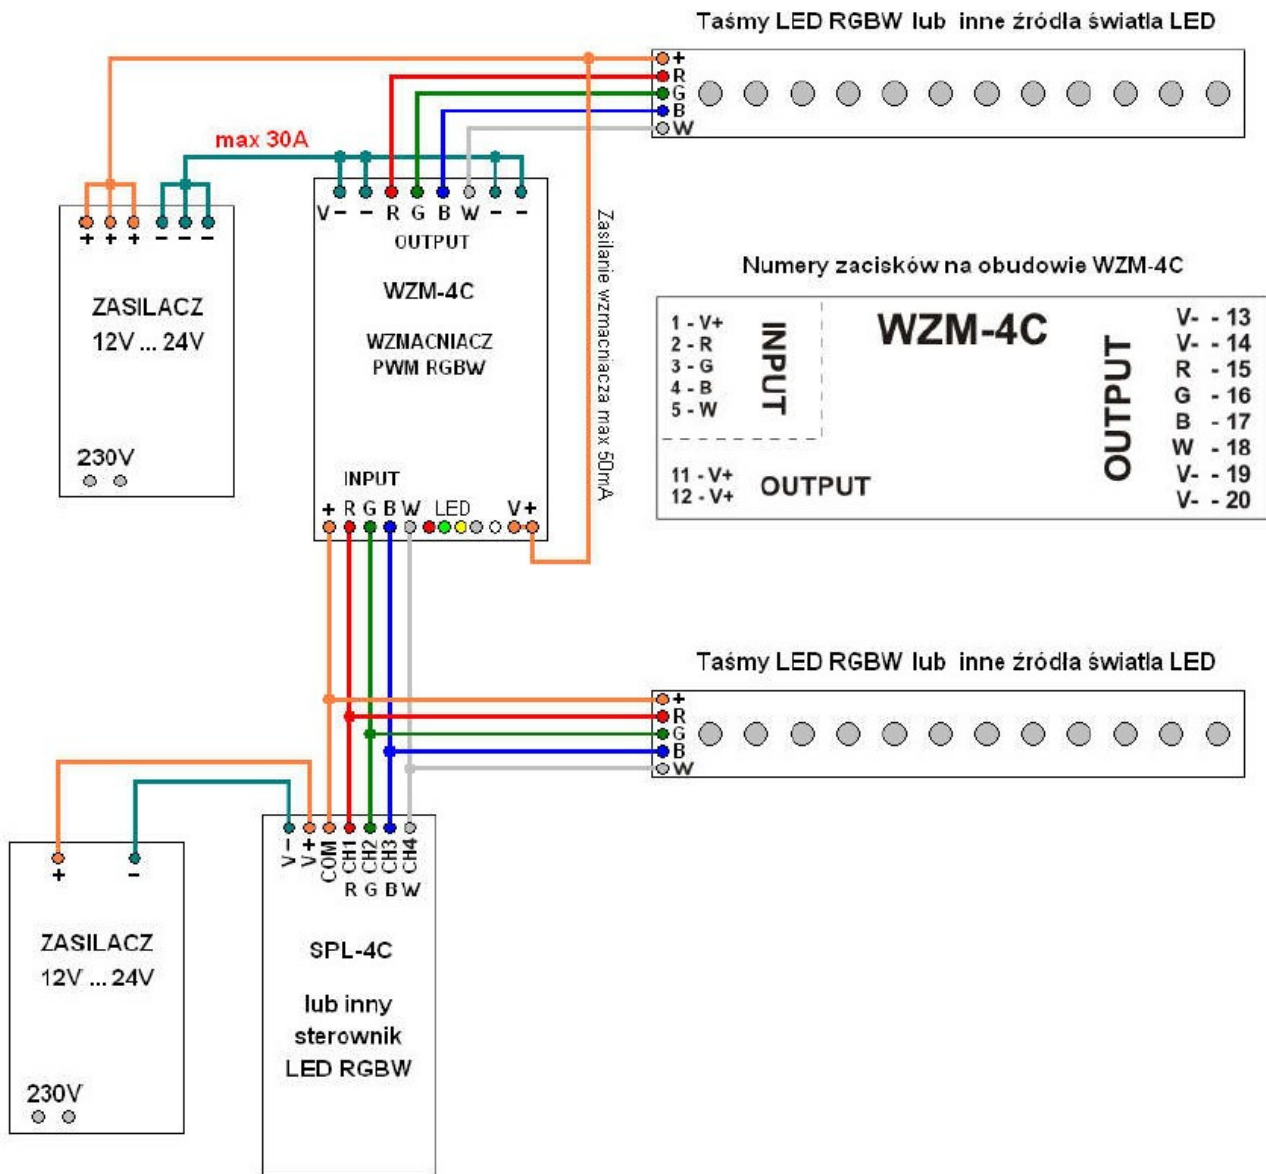 Taśmy LED RGBW lub inne źródła światła LED
+
R
G
B
W
max 30A
V - - R G B W - -
OUTPUT
WZM-4C
WZMACNIACZ
PWM RGBW
INPUT
+ R G B W LED V +
Zasilanie wzmacniacza max 50mA
+ + + - - -
ZASILACZ
12V ... 24V
230V
Numery zacisków na obudowie WZM-4C
1 - V+
2 - R
3 - G
4 - B
5 - W
INPUT
WZM-4C
11 - V+
12 - V+
OUTPUT
OUTPUT
V- - 13
V- - 14
R - 15
G - 16
B - 17
W - 18
V- - 19
V- - 20
Taśmy LED RGBW lub inne źródła światła LED
+
R
G
B
W
+ -
ZASILACZ
12V ... 24V
230V
V - V + COM CH1 CH2 CH3 CH4
R G B W
SPL-4C
lub inny
sterownik
LED RGBW